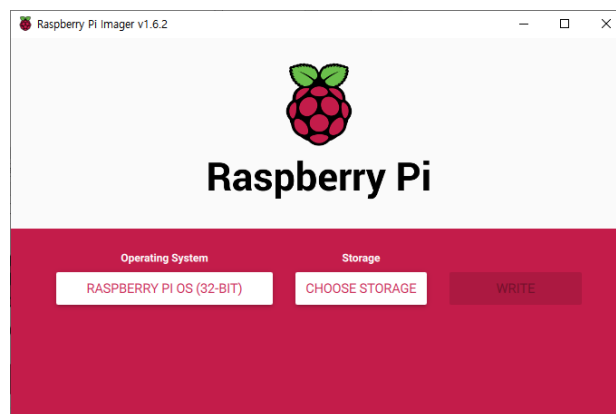 Raspberry Pi Imager v1.6.2
Raspberry Pi
Operating System
Storage
RASPBERRY PI OS (32-BIT)
CHOOSE STORAGE
WRITE